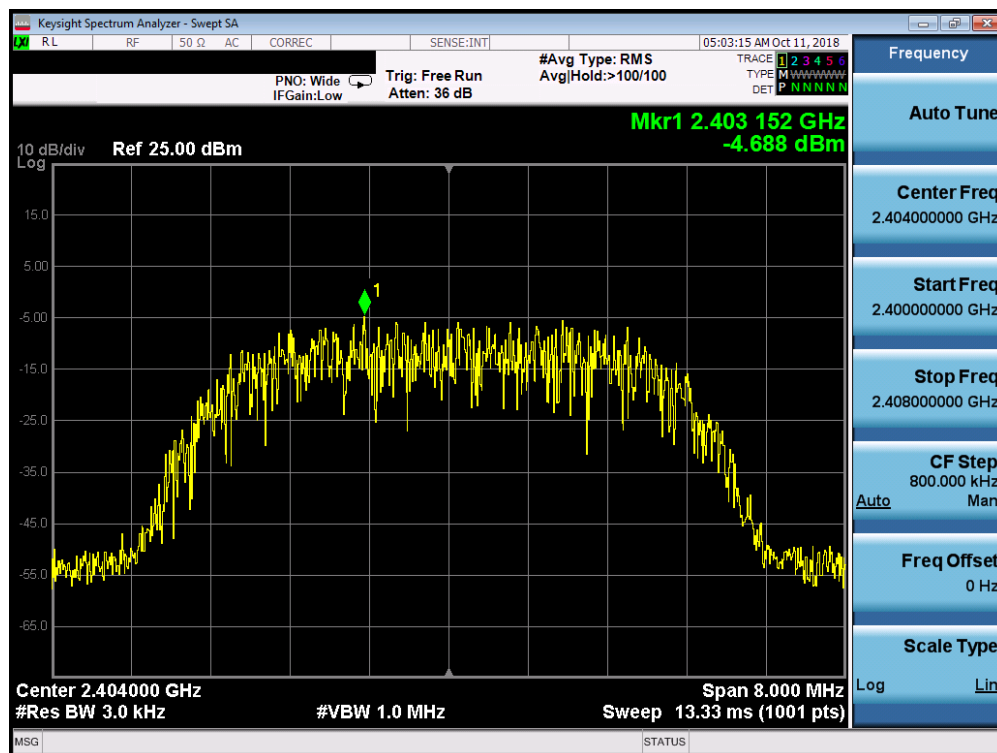 Keysight Spectrum Analyzer - Swept SA
LXI RL RF 50 Ω AC CORREC SENSE:INT 05:03:15 AM Oct 11, 2018
#Avg Type: RMS TRACE 1 2 3 4 5 6
PNO: Wide Trig: Free Run Avg|Hold:>100/100 TYPE M WWWWW
IFGain:Low Atten: 36 dB DET P N N N N N
Mkr1 2.403 152 GHz
-4.688 dBm
10 dB/div Ref 25.00 dBm
Log
15.0
5.00
-5.00
-15.0
-25.0
-35.0
-45.0
-55.0
-65.0
1
Center 2.404000 GHz Span 8.000 MHz
#Res BW 3.0 kHz #VBW 1.0 MHz Sweep 13.33 ms (1001 pts)
MSG STATUS
Frequency
Auto Tune
Center Freq
2.404000000 GHz
Start Freq
2.400000000 GHz
Stop Freq
2.408000000 GHz
CF Step
800.000 kHz
Auto Man
Freq Offset
0 Hz
Scale Type
Log Lin